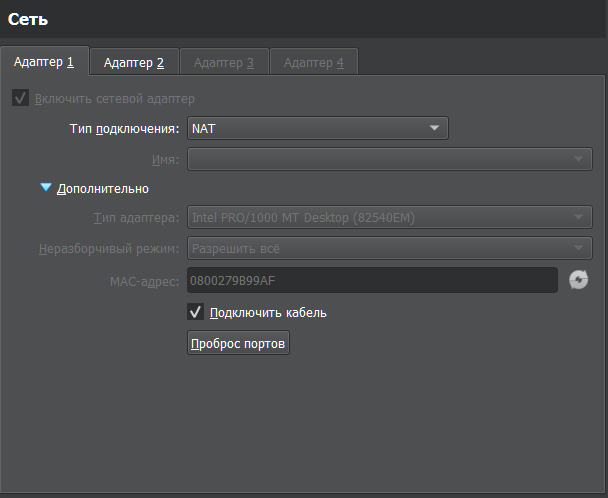 Сеть
Адаптер 1 Адаптер 2 Адаптер 3 Адаптер 4
Включить сетевой адаптер
Тип подключения: NAT
Имя:
Дополнительно
Тип адаптера: Intel PRO/1000 MT Desktop (82540EM)
Неразборчивый режим: Разрешить всё
MAC-адрес: 0800279B99AF
Подключить кабель
Проброс портов